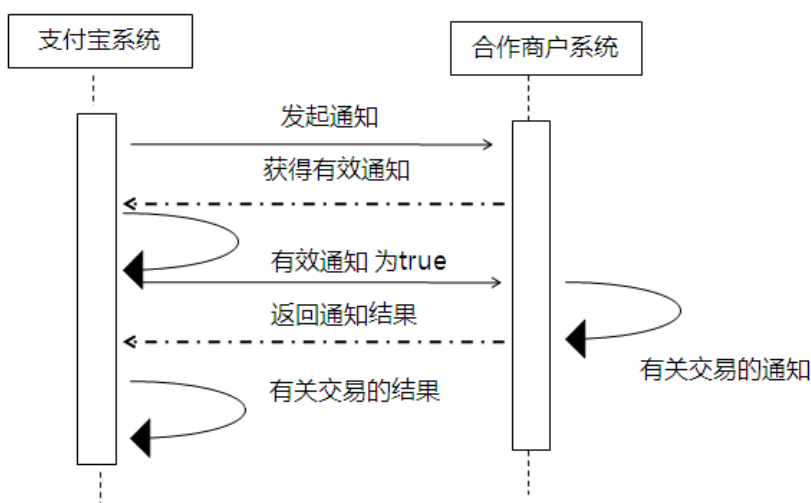 支付宝系统
合作商户系统
发起通知
获得有效通知
有效通知 为true
返回通知结果
有关交易的通知
有关交易的结果